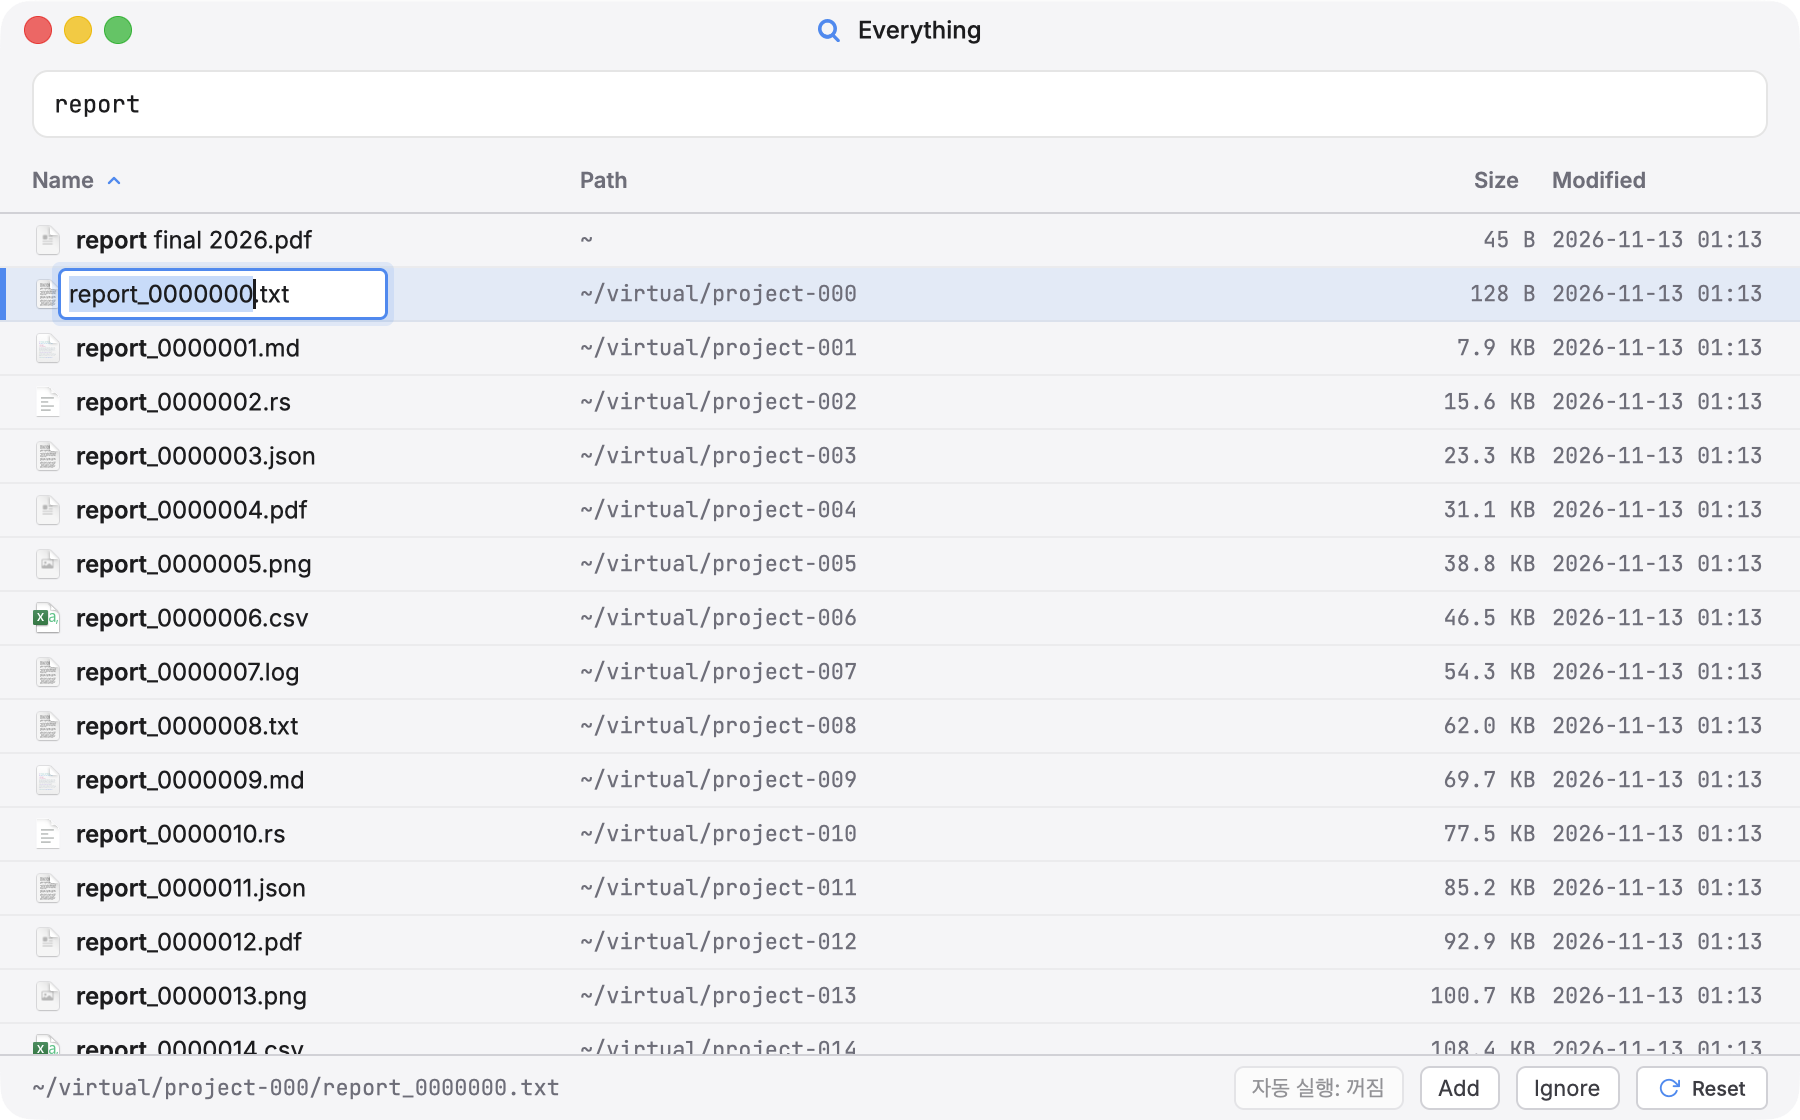 Everything
report
Name Path Size Modified
report final 2026.pdf ~ 45 B 2026-11-13 01:13
report_0000000.txt ~/virtual/project-000 128 B 2026-11-13 01:13
report_0000001.md ~/virtual/project-001 7.9 KB 2026-11-13 01:13
report_0000002.rs ~/virtual/project-002 15.6 KB 2026-11-13 01:13
report_0000003.json ~/virtual/project-003 23.3 KB 2026-11-13 01:13
report_0000004.pdf ~/virtual/project-004 31.1 KB 2026-11-13 01:13
report_0000005.png ~/virtual/project-005 38.8 KB 2026-11-13 01:13
report_0000006.csv ~/virtual/project-006 46.5 KB 2026-11-13 01:13
report_0000007.log ~/virtual/project-007 54.3 KB 2026-11-13 01:13
report_0000008.txt ~/virtual/project-008 62.0 KB 2026-11-13 01:13
report_0000009.md ~/virtual/project-009 69.7 KB 2026-11-13 01:13
report_0000010.rs ~/virtual/project-010 77.5 KB 2026-11-13 01:13
report_0000011.json ~/virtual/project-011 85.2 KB 2026-11-13 01:13
report_0000012.pdf ~/virtual/project-012 92.9 KB 2026-11-13 01:13
report_0000013.png ~/virtual/project-013 100.7 KB 2026-11-13 01:13
report_0000014.csv ~/virtual/project-014 108.4 KB 2026-11-13 01:13
~/virtual/project-000/report_0000000.txt 자동 실행: 꺼짐 Add Ignore Reset